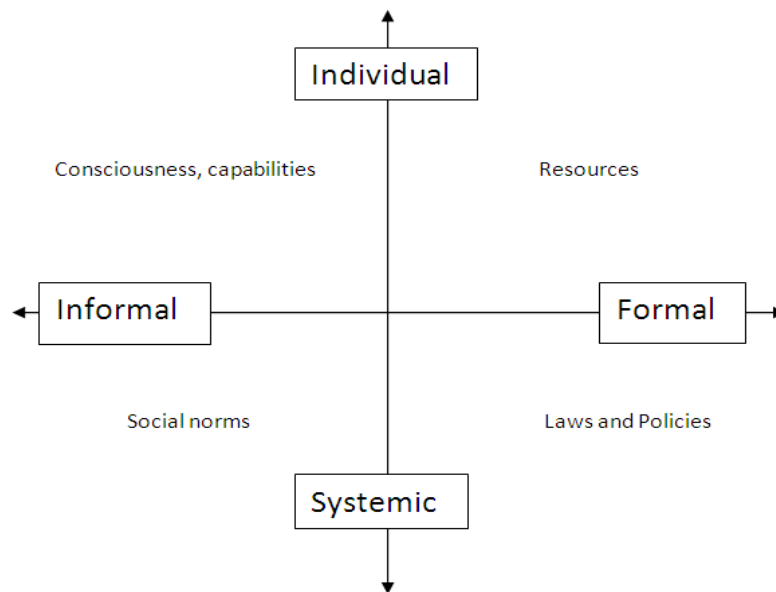 Individual
Consciousness, capabilities
Resources
Informal
Formal
Social norms
Laws and Policies
Systemic